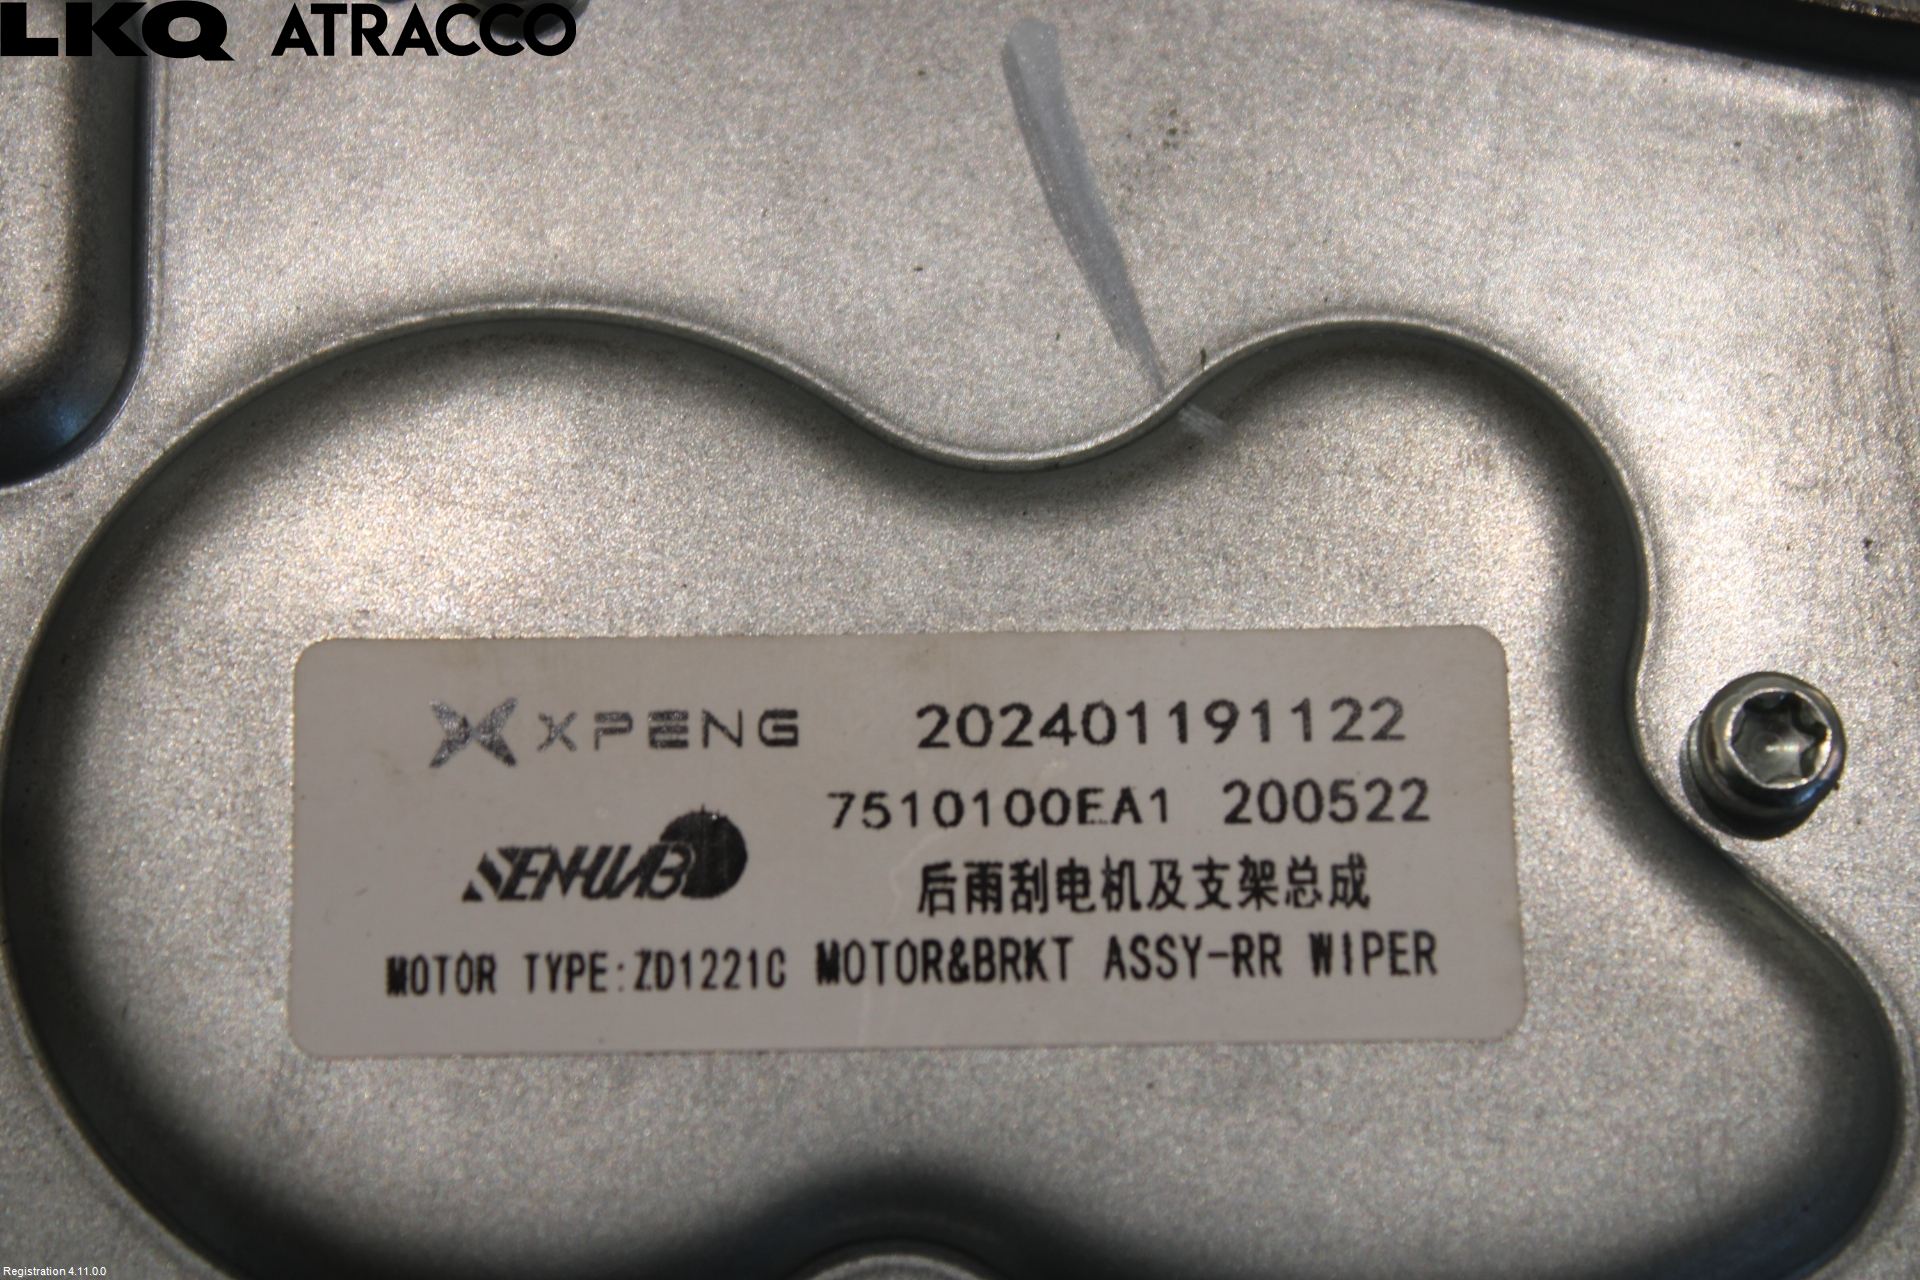 LKQ ATRACCO
XPENG 202401191122
7510100EA1 200522
SENHUAB
后雨刮电机及支架总成
MOTOR TYPE:ZD1221C MOTOR&BRKT ASSY-RR WIPER
Registration 4.11.0.0